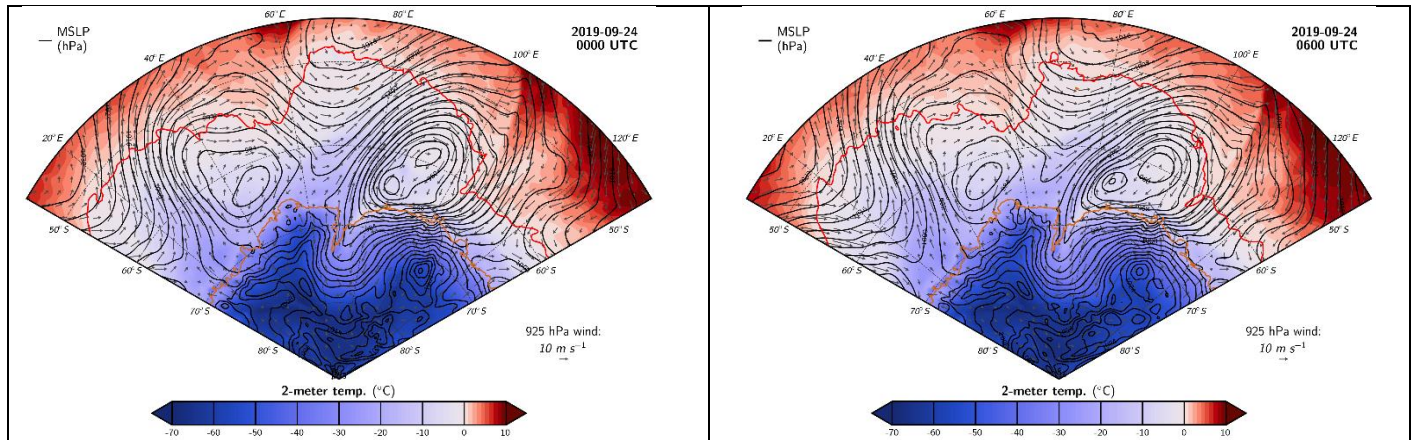 MSLP
(hPa)
2019-09-24
0000 UTC
60° E
80° E
40° E
100° E
20° E
120° E
50° S
50° S
60° S
60° S
70° S
70° S
80° S
80° S
925 hPa wind:
10 m s⁻¹
2-meter temp. (°C)
-70 -60 -50 -40 -30 -20 -10 0 10
MSLP
(hPa)
2019-09-24
0600 UTC
60° E
80° E
40° E
100° E
20° E
120° E
50° S
50° S
60° S
60° S
70° S
70° S
80° S
80° S
925 hPa wind:
10 m s⁻¹
2-meter temp. (°C)
-70 -60 -50 -40 -30 -20 -10 0 10